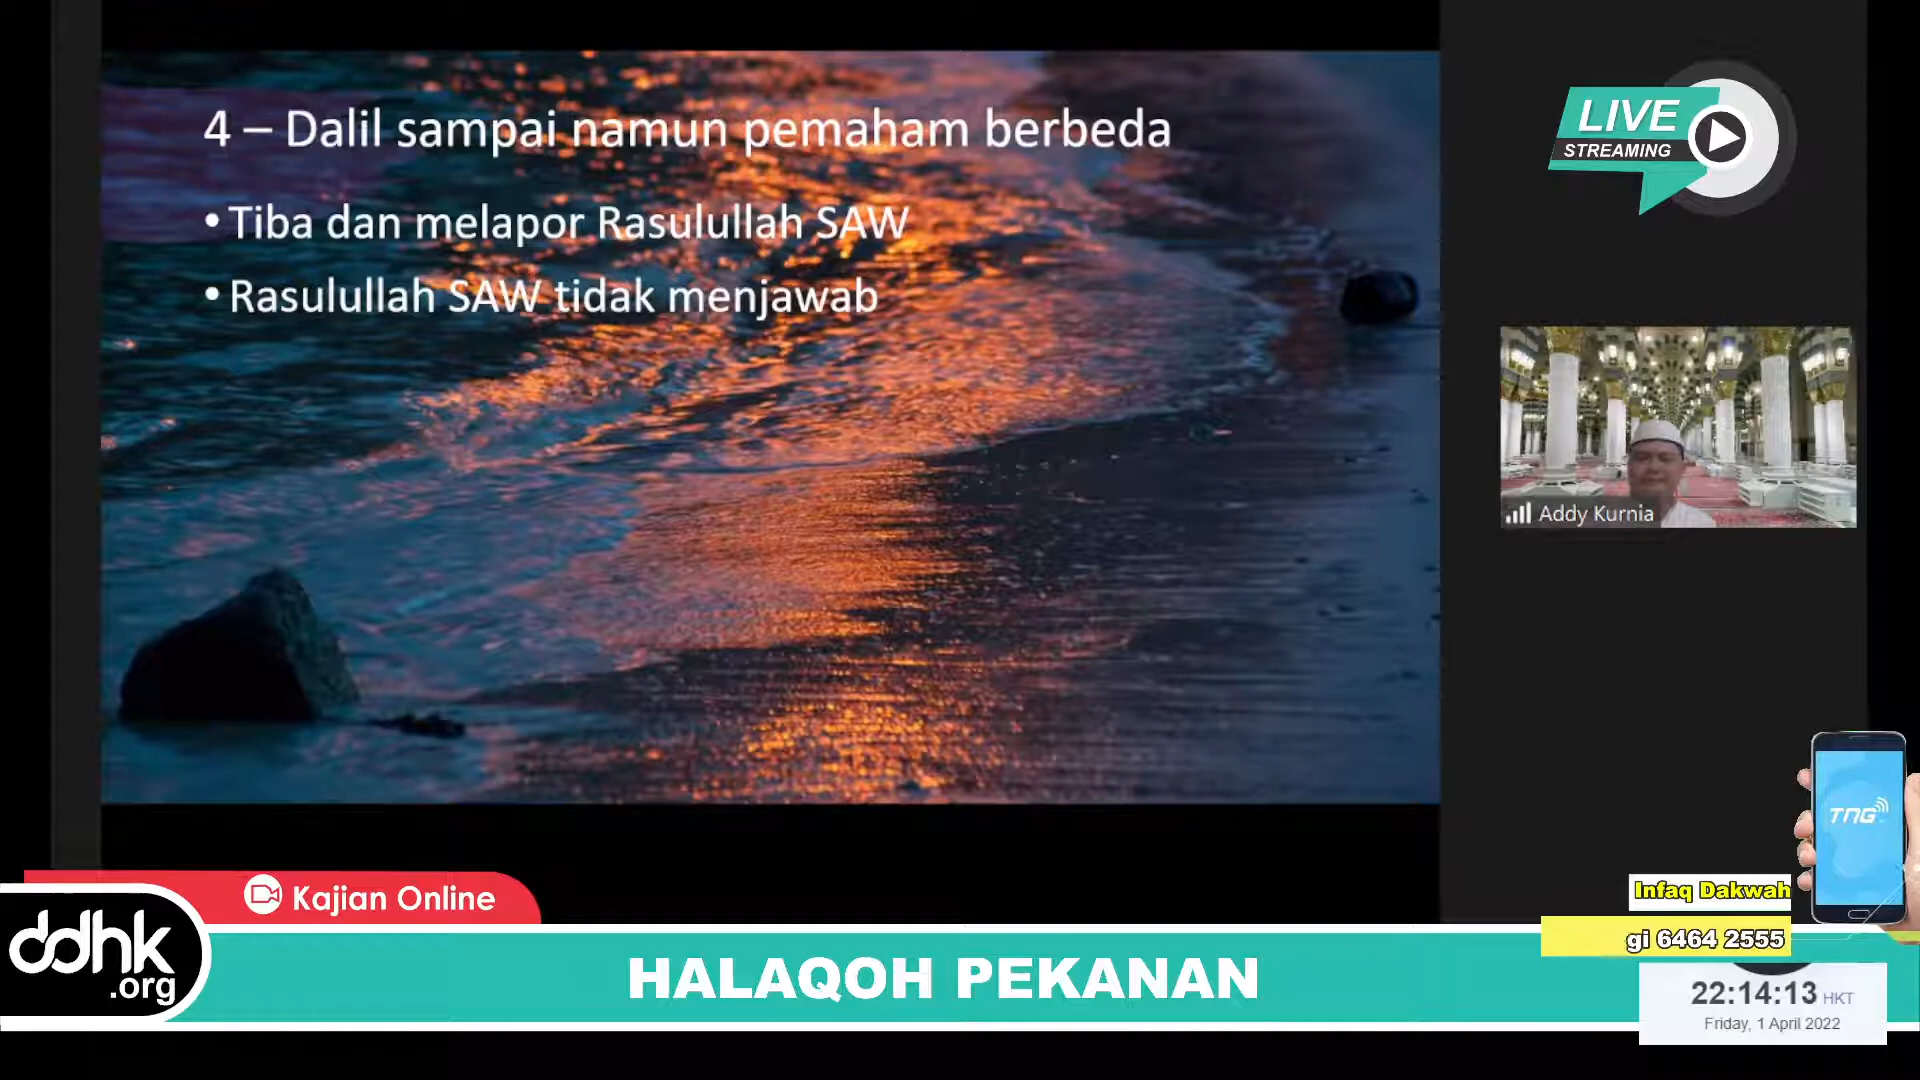 4 – Dalil sampai namun pemaham berbeda
• Tiba dan melapor Rasulullah SAW
• Rasulullah SAW tidak menjawab
LIVE
STREAMING
Addy Kurnia
TNG
Infaq Dakwah
gi 6464 2555
Kajian Online
ddhk
.org
HALAQOH PEKANAN
22:14:13 HKT
Friday, 1 April 2022